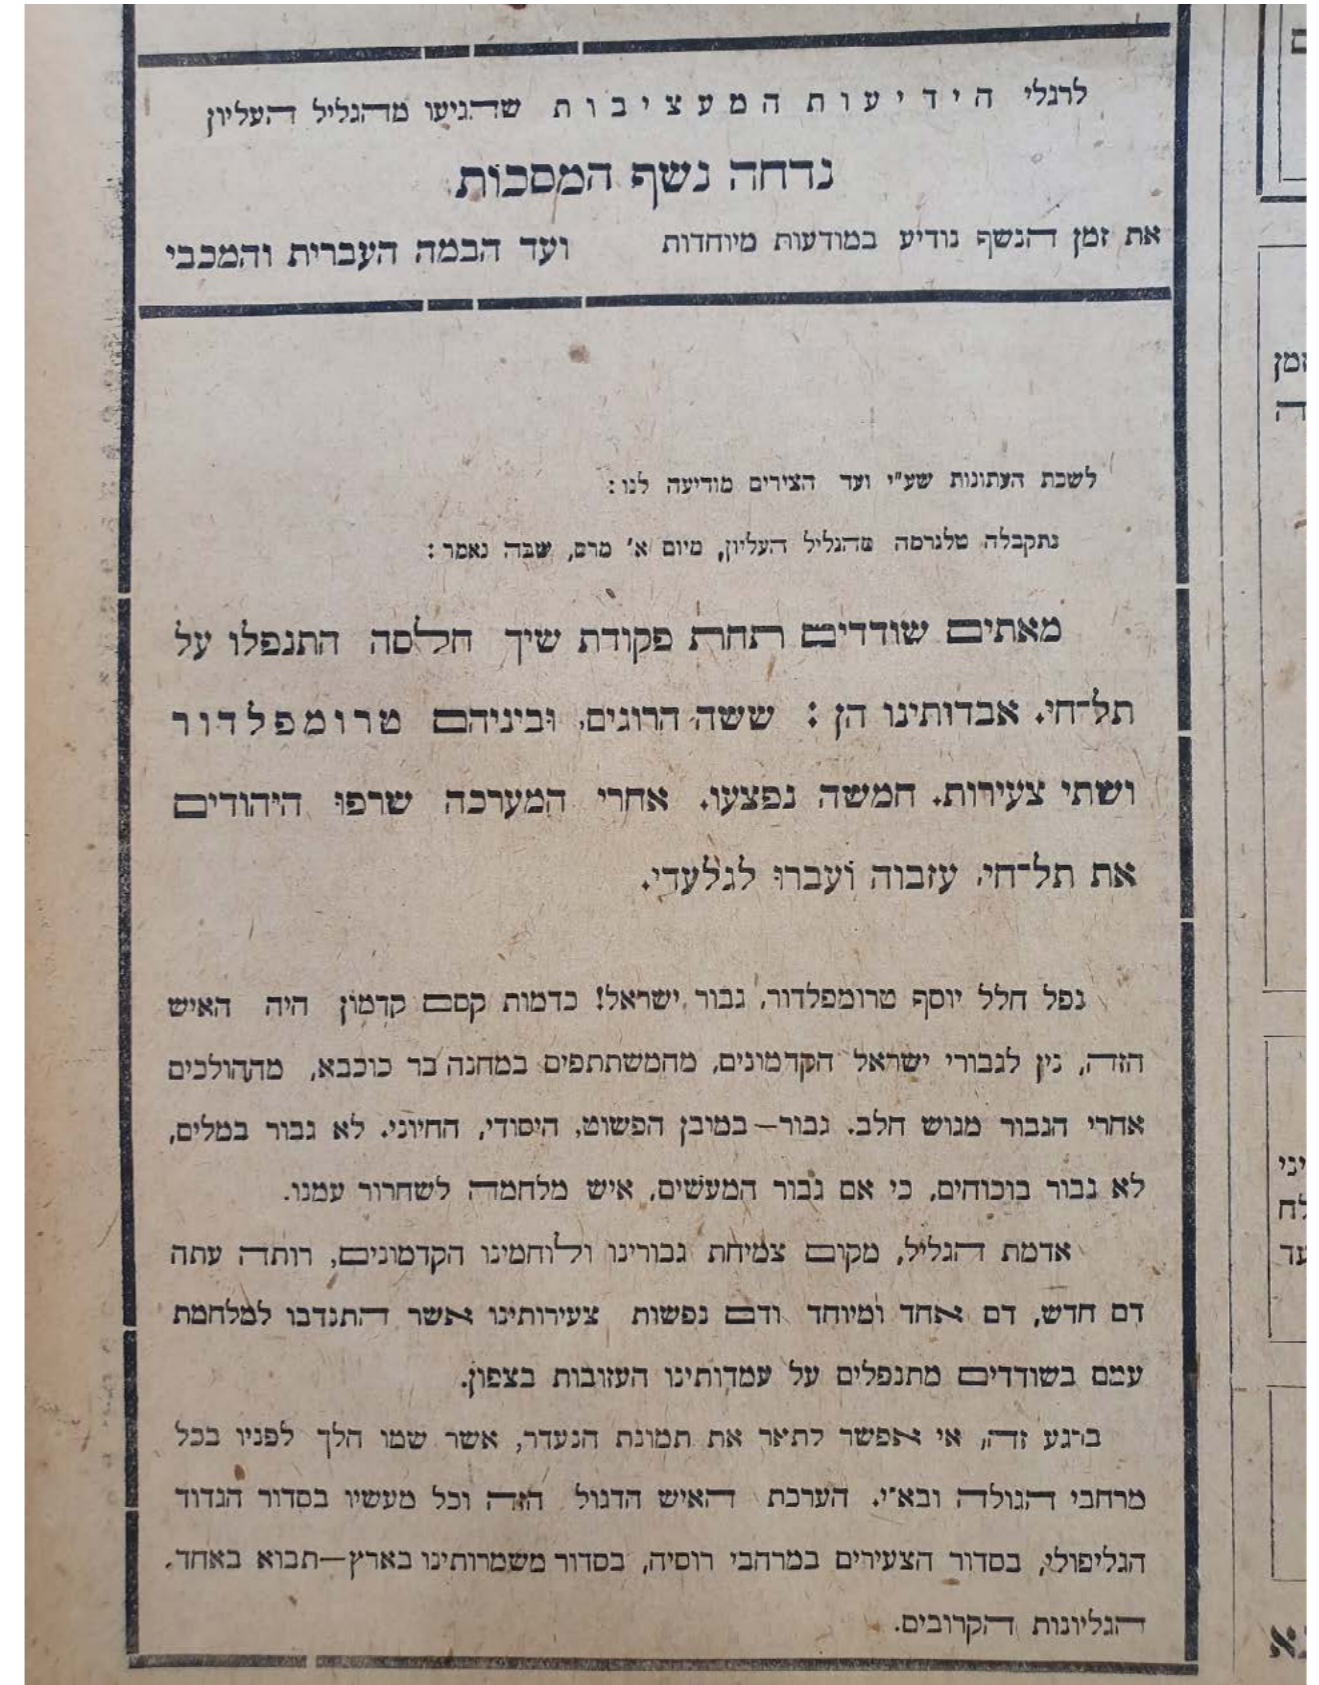 לרגלי הידיעות המעציבות שהגיעו מהגליל העליון
נדחה נשף המסכות
את זמן הנשף נודיע במודעות מיוחדות
ועד הבמה העברית והמכבי
לשכת העתונות שע"י ועד הצירים מודיעה לנו:
נתקבלה טלגרמה מהגליל העליון, מיום א' מרס, שבה נאמר:
מאתים שודדים תחת פקודת שיך חלסה התנפלו על
תל־חי. אבדותינו הן: ששה הרוגים, וביניהם טרומפלדור
ושתי צעירות. חמשה נפצעו. אחרי המערכה שרפו היהודים
את תל־חי, עזבוה ועברו לגלעדי.
נפל חלל יוסף טרומפלדור, גבור ישראל! כדמות קסם קדמון היה האיש
הזה, נין לגבורי ישראל הקדמונים, מהמשתתפים במחנה בר כוכבא, מההולכים
אחרי הגבור מגוש חלב. גבור—במובן הפשוט, היסודי, החיוני. לא גבור במלים,
לא גבור בוכוחים, כי אם גבור המעשים, איש מלחמה לשחרור עמנו.
אדמת הגליל, מקום צמיחת גבורינו ולוחמינו הקדמונים, רותה עתה
דם חדש, דם אחד ומיוחד ודם נפשות צעירותינו אשר התנדבו למלחמת
עמם בשודדים מתנפלים על עמדותינו העזובות בצפון.
ברגע זה, אי אפשר לתאר את תמונת הנעדר, אשר שמו הלך לפניו בכל
מרחבי הגולה ובא"י. הערכת האיש הדגול הזה וכל מעשיו בסדור הגדוד
הגליפולי, בסדור הצעירים במרחבי רוסיה, בסדור משמרותינו בארץ—תבוא באחד.
הגליונות הקרובים.